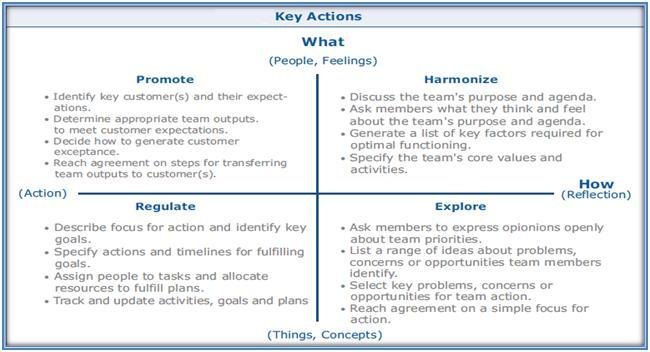 Key Actions
What
(People, Feelings)
Promote
• Identify key customer(s) and their expect-
ations.
• Determine appropriate team outputs.
to meet customer expectations.
• Decide how to generate customer
exceptance.
• Reach agreement on steps for transferring
team outputs to customer(s).
Harmonize
• Discuss the team's purpose and agenda.
• Ask members what they think and feel
about the team's purpose and agenda.
• Generate a list of key factors required for
optimal functioning.
• Specify the team's core values and
activities.
(Action)
How
(Reflection)
Regulate
• Describe focus for action and identify key
goals.
• Specify actions and timelines for fulfilling
goals.
• Assign people to tasks and allocate
resources to fulfill plans.
• Track and update activities, goals and plans
Explore
• Ask members to express opionions openly
about team priorities.
• List a range of ideas about problems,
concerns or opportunities team members
identify.
• Select key problems, concerns or
opportunities for team action.
• Reach agreement on a simple focus for
action.
(Things, Concepts)